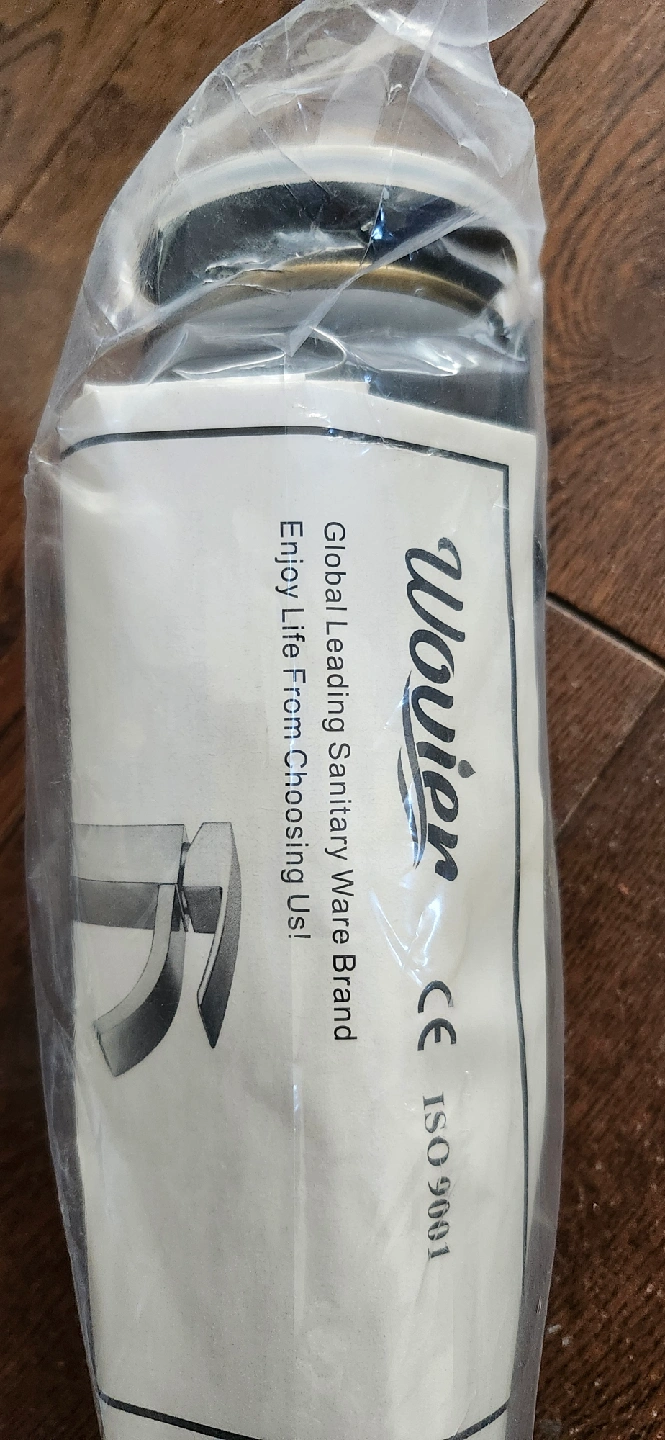 Wovier CE ISO 9001
Global Leading Sanitary Ware Brand
Enjoy Life From Choosing Us!